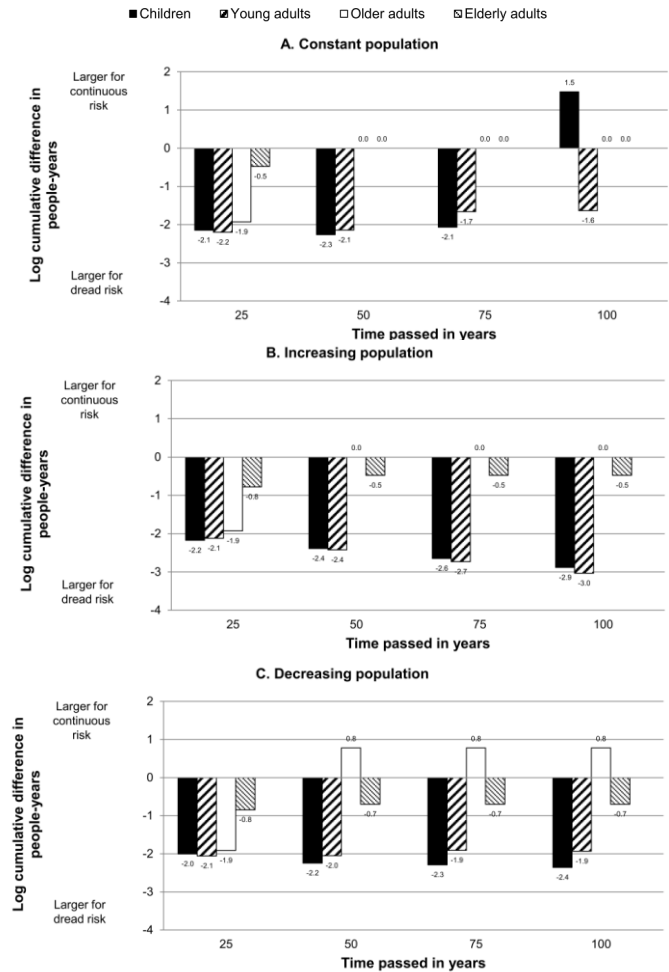 Children Young adults Older adults Elderly adults
A. Constant population
Larger for continuous risk
Log cumulative difference in people-years
Larger for dread risk
2
1
0
-1
-2
-3
-4
-2.1 -2.2 -1.9 -0.5
-2.3 -2.1 0.0 0.0
-2.1 -1.7 0.0 0.0
1.5 -1.6 0.0 0.0
25 50 75 100
Time passed in years
B. Increasing population
Larger for continuous risk
Log cumulative difference in people-years
Larger for dread risk
2
1
0
-1
-2
-3
-4
-2.2 -2.1 -1.9 -0.8
-2.4 -2.4 0.0 -0.5
-2.6 -2.7 0.0 -0.5
-2.9 -3.0 0.0 -0.5
25 50 75 100
Time passed in years
C. Decreasing population
Larger for continuous risk
Log cumulative difference in people-years
Larger for dread risk
2
1
0
-1
-2
-3
-4
-2.0 -2.1 -1.9 -0.8
-2.2 -2.0 0.8 -0.7
-2.3 -1.9 0.8 -0.7
-2.4 -1.9 0.8 -0.7
25 50 75 100
Time passed in years